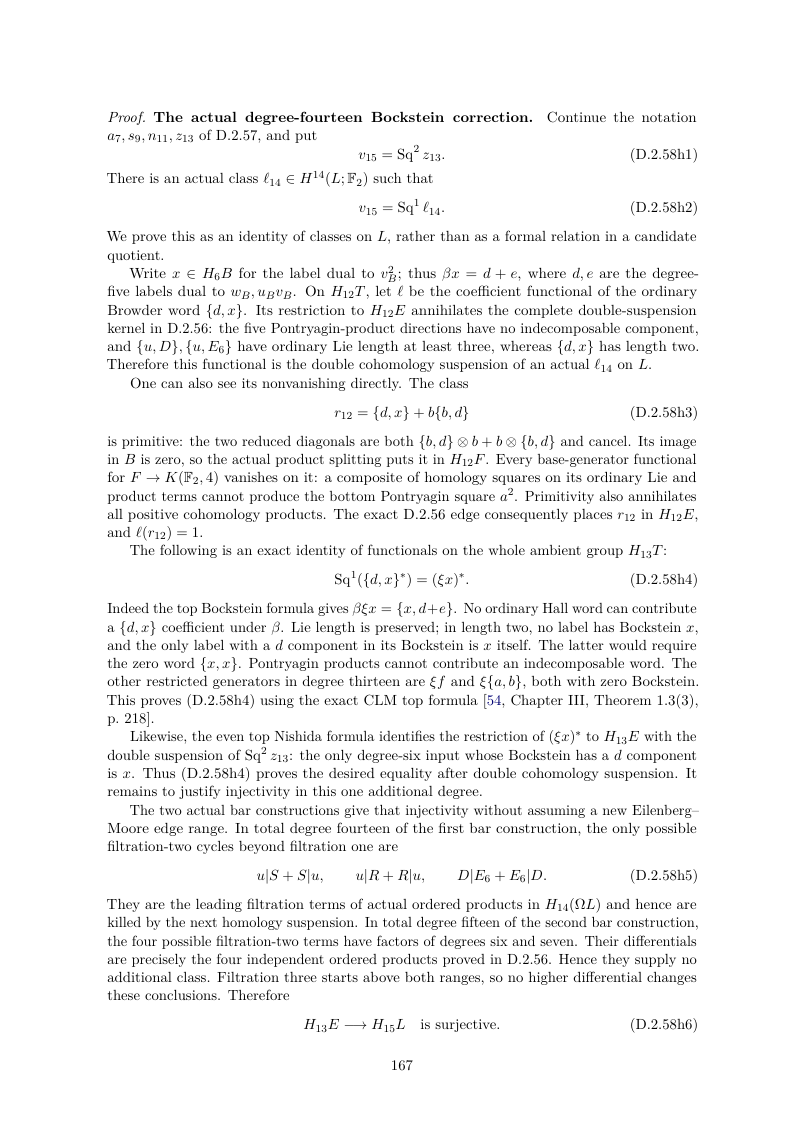 Proof. The actual degree-fourteen Bockstein correction. Continue the notation
a₇, s₉, n₁₁, z₁₃ of D.2.57, and put
v₁₅ = Sq² z₁₃. (D.2.58h1)
There is an actual class ℓ₁₄ ∈ H¹⁴(L; 𝔽₂) such that
v₁₅ = Sq¹ ℓ₁₄. (D.2.58h2)
We prove this as an identity of classes on L, rather than as a formal relation in a candidate
quotient.
Write x ∈ H₆B for the label dual to v_B²; thus βx = d + e, where d, e are the degree-
five labels dual to w_B, u_Bv_B. On H₁₂T, let ℓ be the coefficient functional of the ordinary
Browder word {d, x}. Its restriction to H₁₂E annihilates the complete double-suspension
kernel in D.2.56: the five Pontryagin-product directions have no indecomposable component,
and {u, D}, {u, E₆} have ordinary Lie length at least three, whereas {d, x} has length two.
Therefore this functional is the double cohomology suspension of an actual ℓ₁₄ on L.
One can also see its nonvanishing directly. The class
r₁₂ = {d, x} + b{b, d} (D.2.58h3)
is primitive: the two reduced diagonals are both {b, d} ⊗ b + b ⊗ {b, d} and cancel. Its image
in B is zero, so the actual product splitting puts it in H₁₂F. Every base-generator functional
for F → K(𝔽₂, 4) vanishes on it: a composite of homology squares on its ordinary Lie and
product terms cannot produce the bottom Pontryagin square a². Primitivity also annihilates
all positive cohomology products. The exact D.2.56 edge consequently places r₁₂ in H₁₂E,
and ℓ(r₁₂) = 1.
The following is an exact identity of functionals on the whole ambient group H₁₃T:
Sq¹({d, x}*) = (ξx)*. (D.2.58h4)
Indeed the top Bockstein formula gives βξx = {x, d+e}. No ordinary Hall word can contribute
a {d, x} coefficient under β. Lie length is preserved; in length two, no label has Bockstein x,
and the only label with a d component in its Bockstein is x itself. The latter would require
the zero word {x, x}. Pontryagin products cannot contribute an indecomposable word. The
other restricted generators in degree thirteen are ξf and ξ{a, b}, both with zero Bockstein.
This proves (D.2.58h4) using the exact CLM top formula [54, Chapter III, Theorem 1.3(3),
p. 218].
Likewise, the even top Nishida formula identifies the restriction of (ξx)* to H₁₃E with the
double suspension of Sq² z₁₃: the only degree-six input whose Bockstein has a d component
is x. Thus (D.2.58h4) proves the desired equality after double cohomology suspension. It
remains to justify injectivity in this one additional degree.
The two actual bar constructions give that injectivity without assuming a new Eilenberg–
Moore edge range. In total degree fourteen of the first bar construction, the only possible
filtration-two cycles beyond filtration one are
u|S + S|u, u|R + R|u, D|E₆ + E₆|D. (D.2.58h5)
They are the leading filtration terms of actual ordered products in H₁₄(ΩL) and hence are
killed by the next homology suspension. In total degree fifteen of the second bar construction,
the four possible filtration-two terms have factors of degrees six and seven. Their differentials
are precisely the four independent ordered products proved in D.2.56. Hence they supply no
additional class. Filtration three starts above both ranges, so no higher differential changes
these conclusions. Therefore
H₁₃E ⟶ H₁₅L is surjective. (D.2.58h6)
167